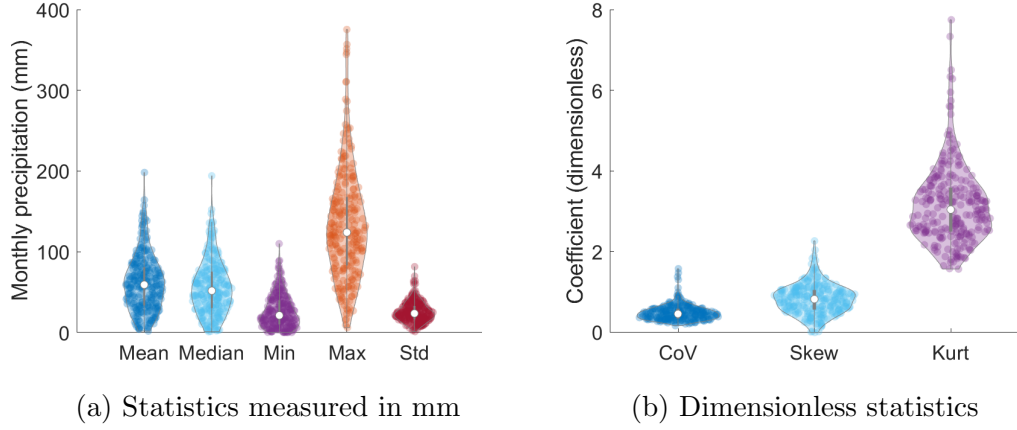 400
300
200
100
0
Monthly precipitation (mm)
Mean Median Min Max Std
8
6
4
2
0
Coefficient (dimensionless)
CoV Skew Kurt
(a) Statistics measured in mm
(b) Dimensionless statistics